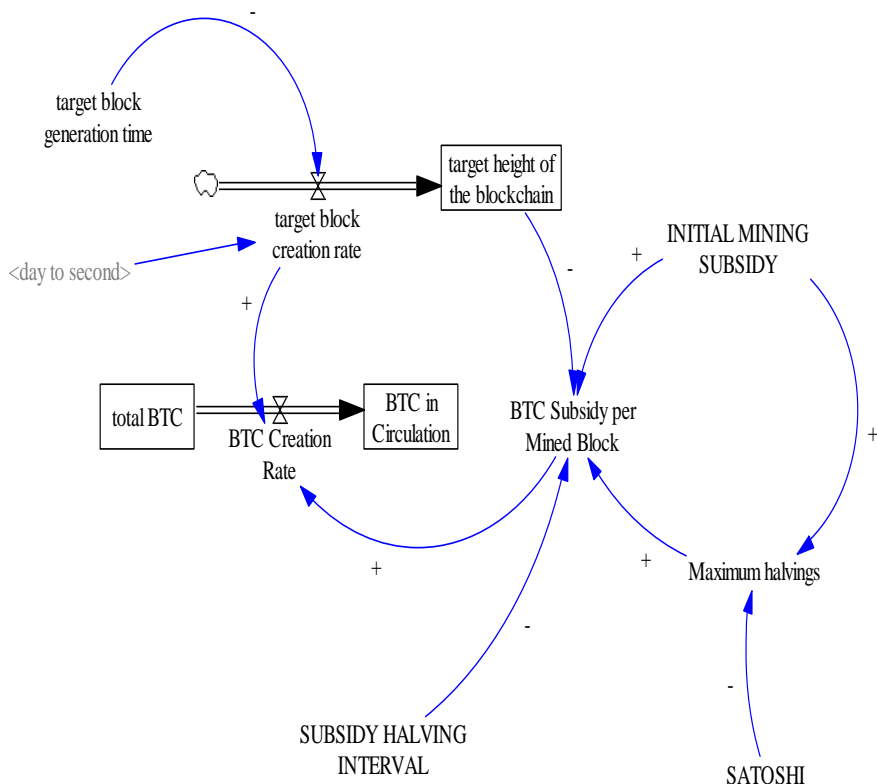 -
target block
generation time
target height of
the blockchain
target block
creation rate
<day to second>
INITIAL MINING
SUBSIDY
+
-
+
total BTC
BTC in
Circulation
BTC Creation
Rate
BTC Subsidy per
Mined Block
+
+
+
Maximum halvings
-
-
SUBSIDY HALVING
INTERVAL
SATOSHI